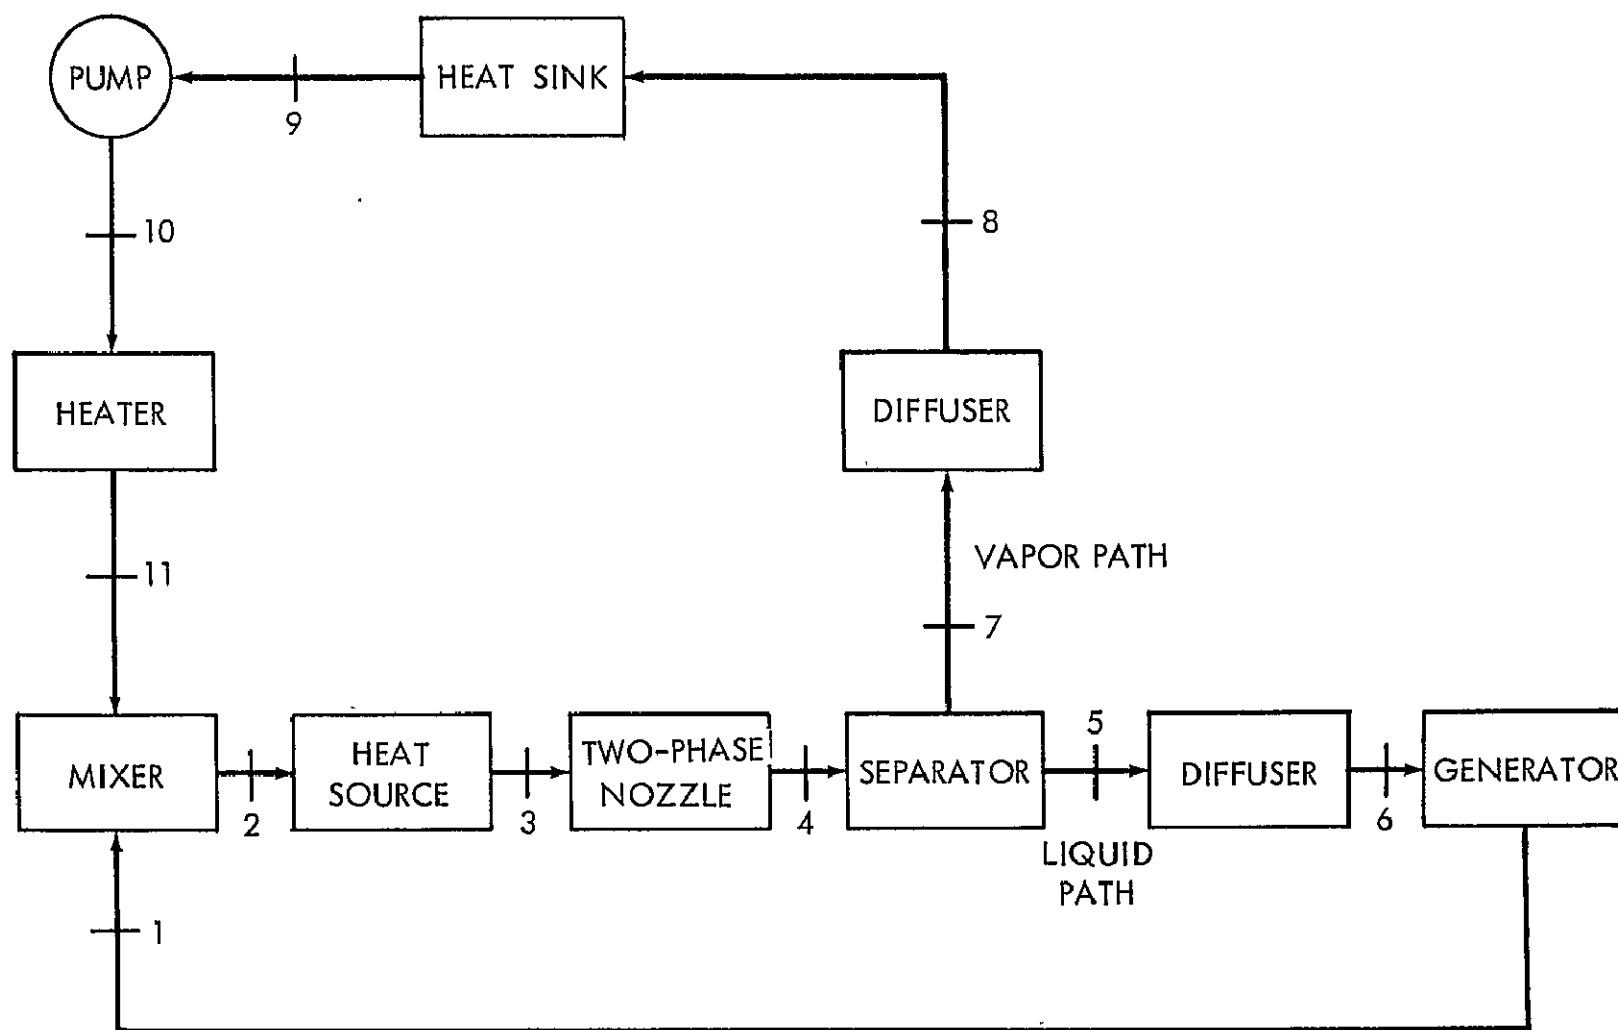 PUMP
HEAT SINK
9
10
8
HEATER
DIFFUSER
VAPOR PATH
11
7
MIXER
2
HEAT
SOURCE
3
TWO-PHASE
NOZZLE
4
SEPARATOR
5
LIQUID
PATH
DIFFUSER
6
GENERATOR
1